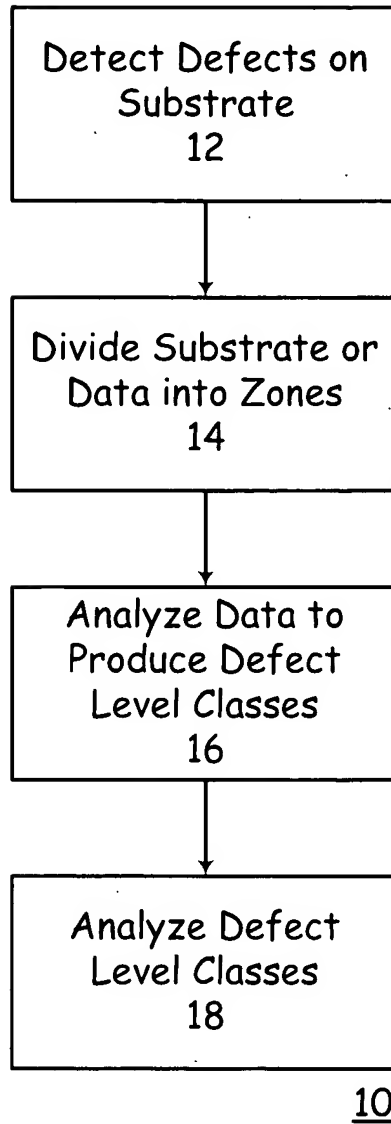 Detect Defects on
Substrate
12
Divide Substrate or
Data into Zones
14
Analyze Data to
Produce Defect
Level Classes
16
Analyze Defect
Level Classes
18
10